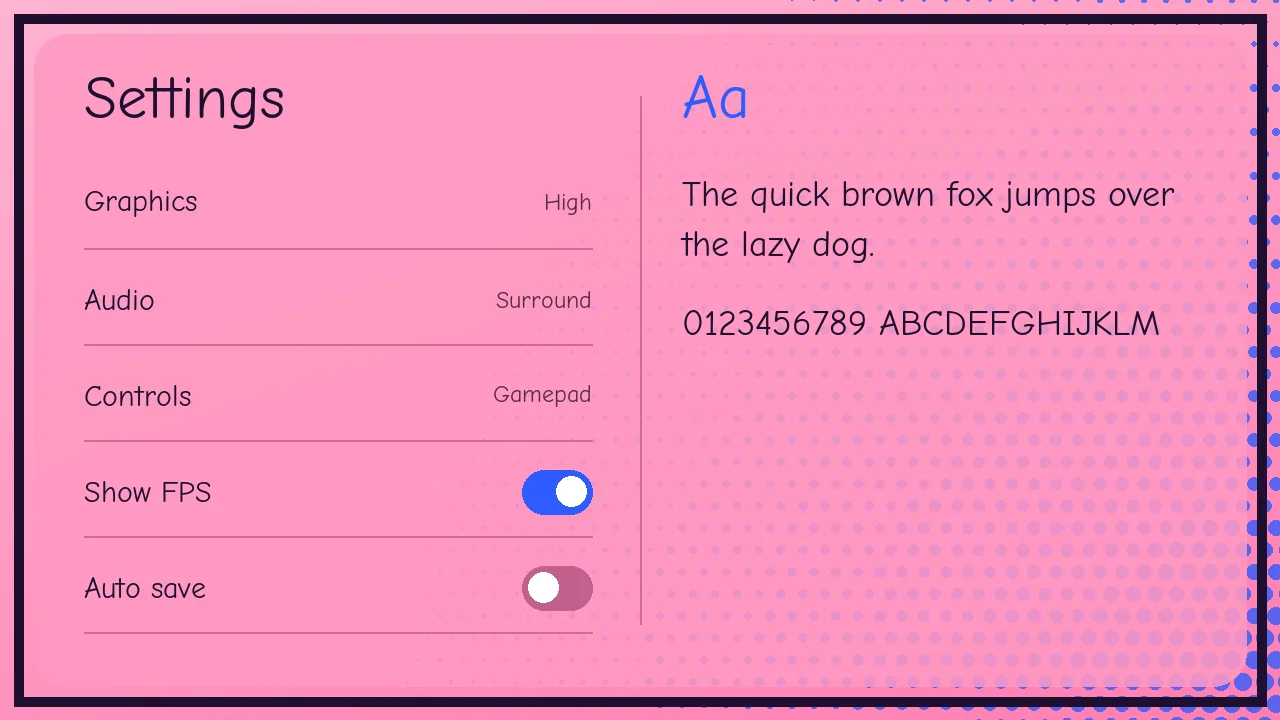 Settings
Graphics High
Audio Surround
Controls Gamepad
Show FPS
Auto save
Aa
The quick brown fox jumps over
the lazy dog.
0123456789 ABCDEFGHIJKLM